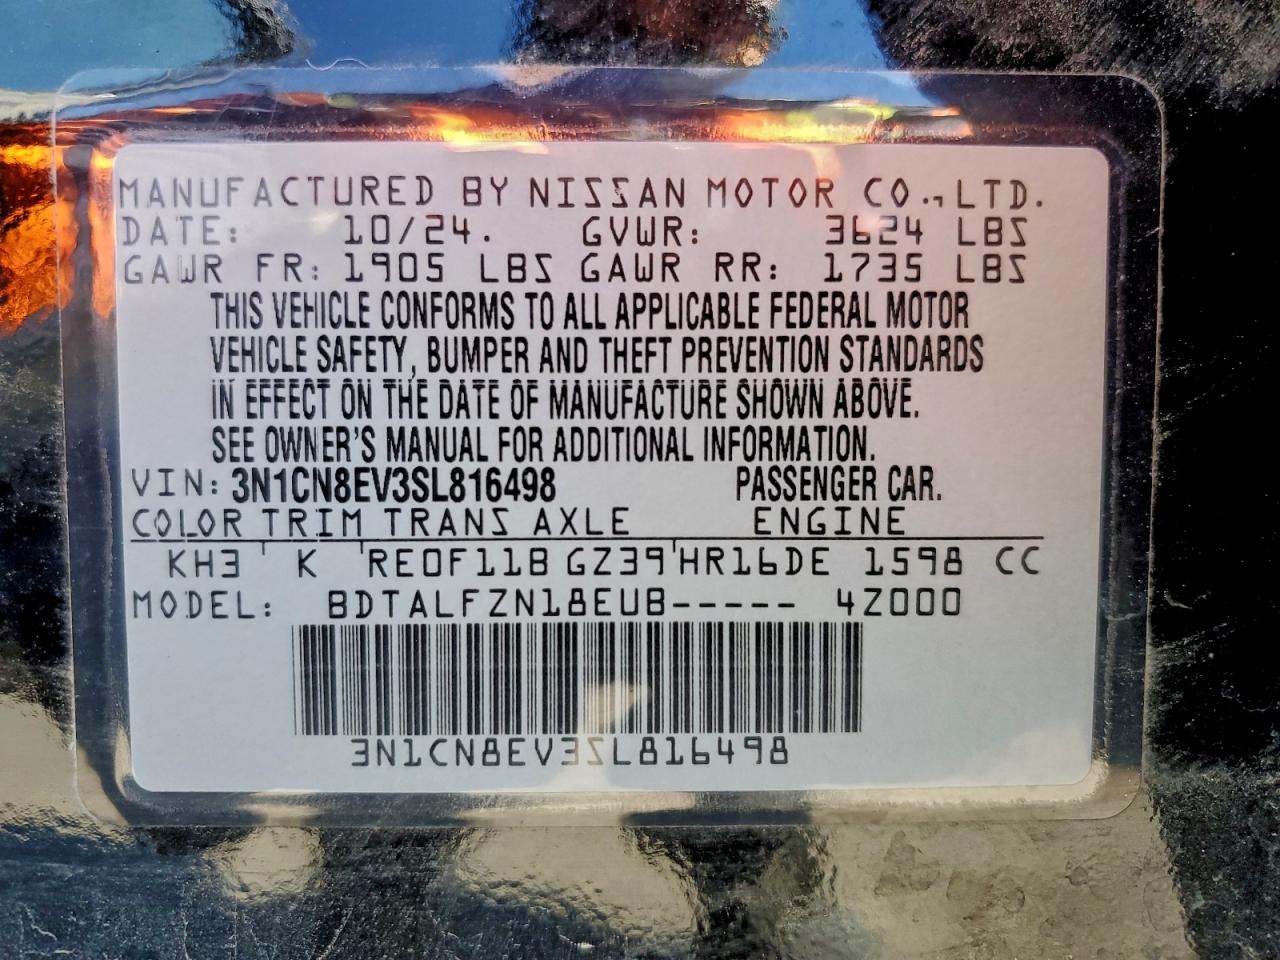 MANUFACTURED BY NISSAN MOTOR CO.,LTD.
DATE: 10/24. GVWR: 3624 LBS
GAWR FR: 1905 LBS GAWR RR: 1735 LBS
THIS VEHICLE CONFORMS TO ALL APPLICABLE FEDERAL MOTOR
VEHICLE SAFETY, BUMPER AND THEFT PREVENTION STANDARDS
IN EFFECT ON THE DATE OF MANUFACTURE SHOWN ABOVE.
SEE OWNER'S MANUAL FOR ADDITIONAL INFORMATION.
VIN: 3N1CN8EV3SL816498 PASSENGER CAR.
COLOR TRIM TRANS AXLE ENGINE
KH3 K RE0F11B GZ39 HR16DE 1598 CC
MODEL: BDTALFZN18EUB----- 4Z000
3N1CN8EV3SL816498